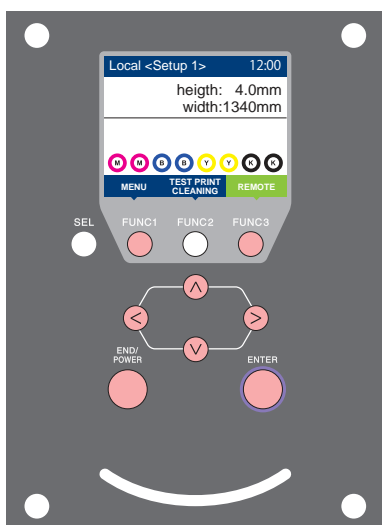 Local <Setup 1> 12:00
heigth: 4.0mm
width:1340mm
M M B B Y Y K K
MENU TEST PRINT CLEANING REMOTE
SEL FUNC1 FUNC2 FUNC3
END/
POWER
ENTER